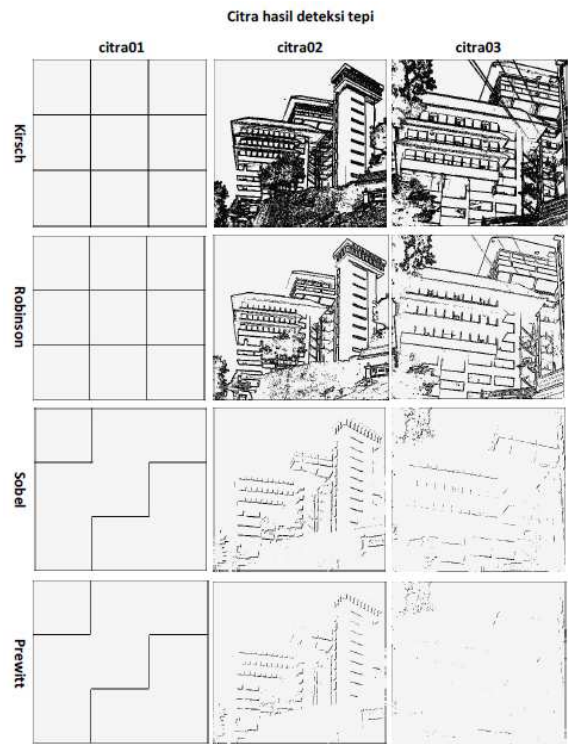 Citra hasil deteksi tepi
citra01 citra02 citra03
Kirsch
Robinson
Sobel
Prewitt